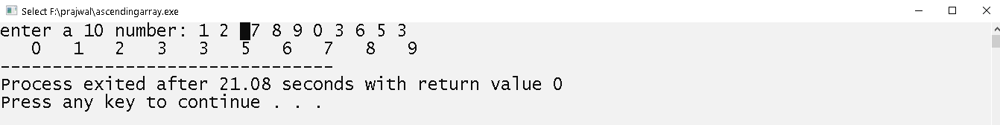 Select F:\prajwal\ascendingarray.exe
enter a 10 number: 1 2 7 8 9 0 3 6 5 3
0 1 2 3 3 5 6 7 8 9
--------------------------------
Process exited after 21.08 seconds with return value 0
Press any key to continue . . .